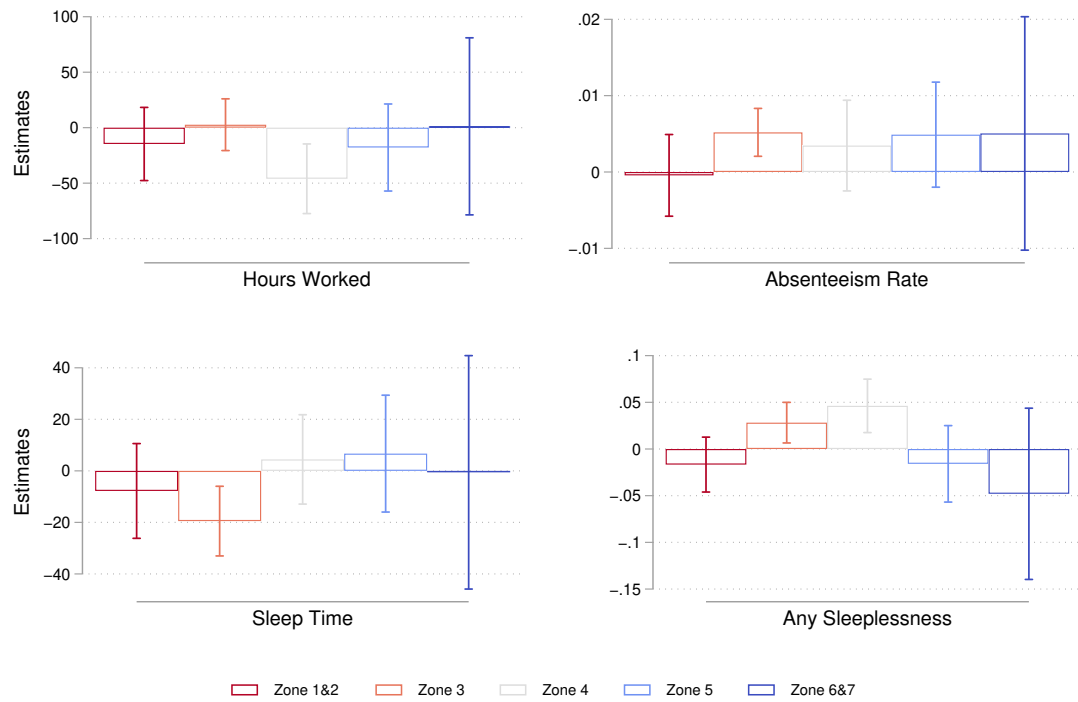 Estimates
100
50
0
−50
−100
Hours Worked
.02
.01
0
−.01
Absenteeism Rate
Estimates
40
20
0
−20
−40
Sleep Time
.1
.05
0
−.05
−.1
−.15
Any Sleeplessness
Zone 1&2 Zone 3 Zone 4 Zone 5 Zone 6&7